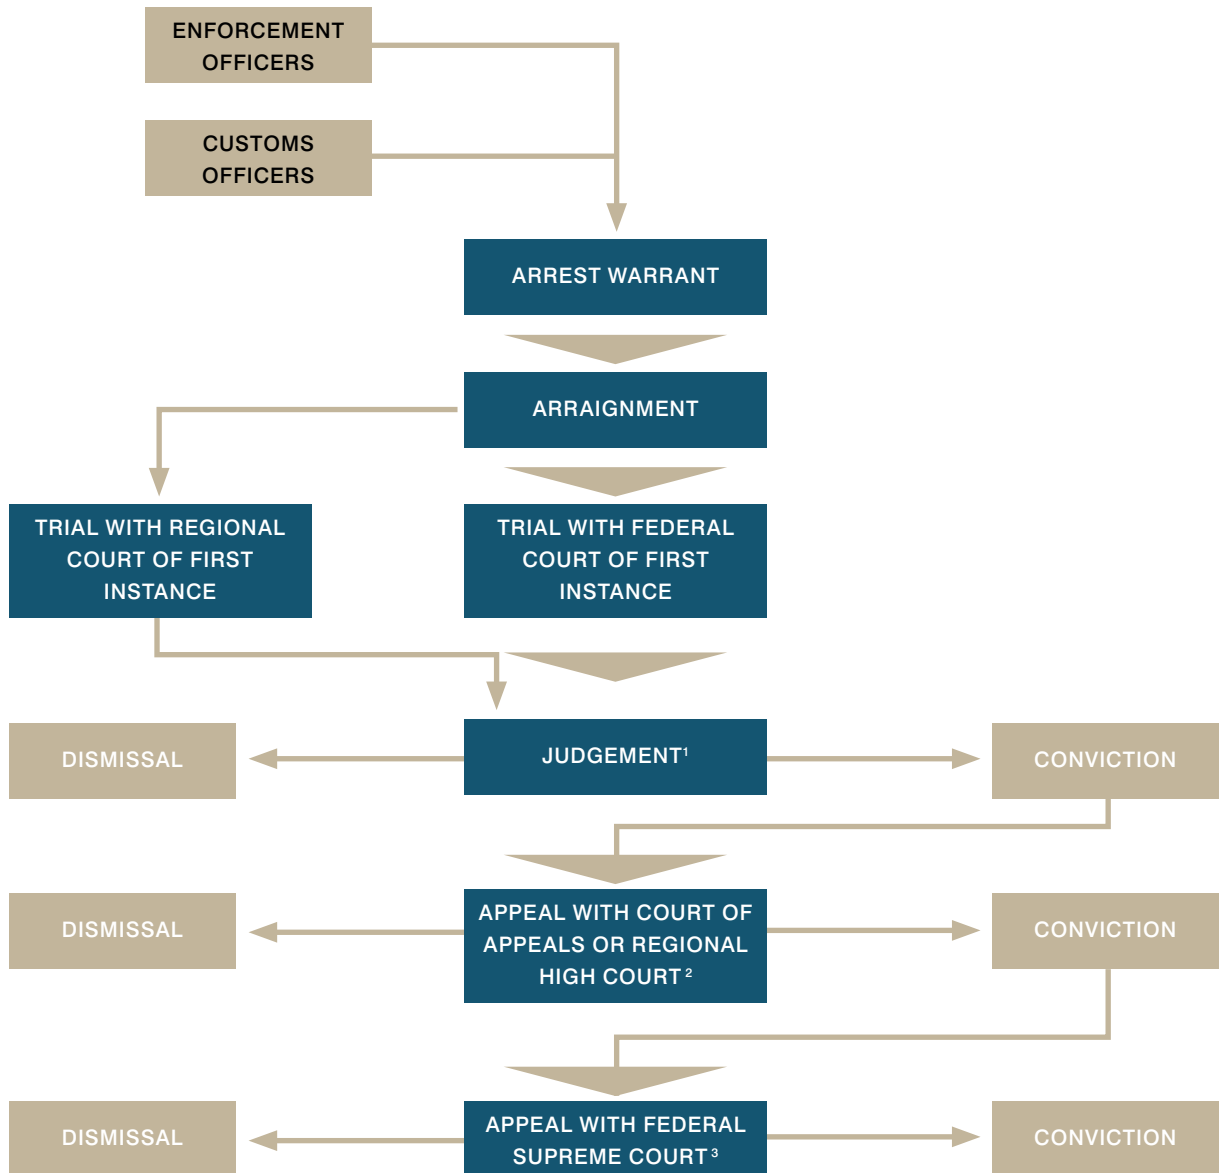 ENFORCEMENT
OFFICERS
CUSTOMS
OFFICERS
ARREST WARRANT
ARRAIGNMENT
TRIAL WITH REGIONAL
COURT OF FIRST
INSTANCE
TRIAL WITH FEDERAL
COURT OF FIRST
INSTANCE
DISMISSAL
JUDGEMENT¹
CONVICTION
DISMISSAL
APPEAL WITH COURT OF
APPEALS OR REGIONAL
HIGH COURT ²
CONVICTION
DISMISSAL
APPEAL WITH FEDERAL
SUPREME COURT ³
CONVICTION